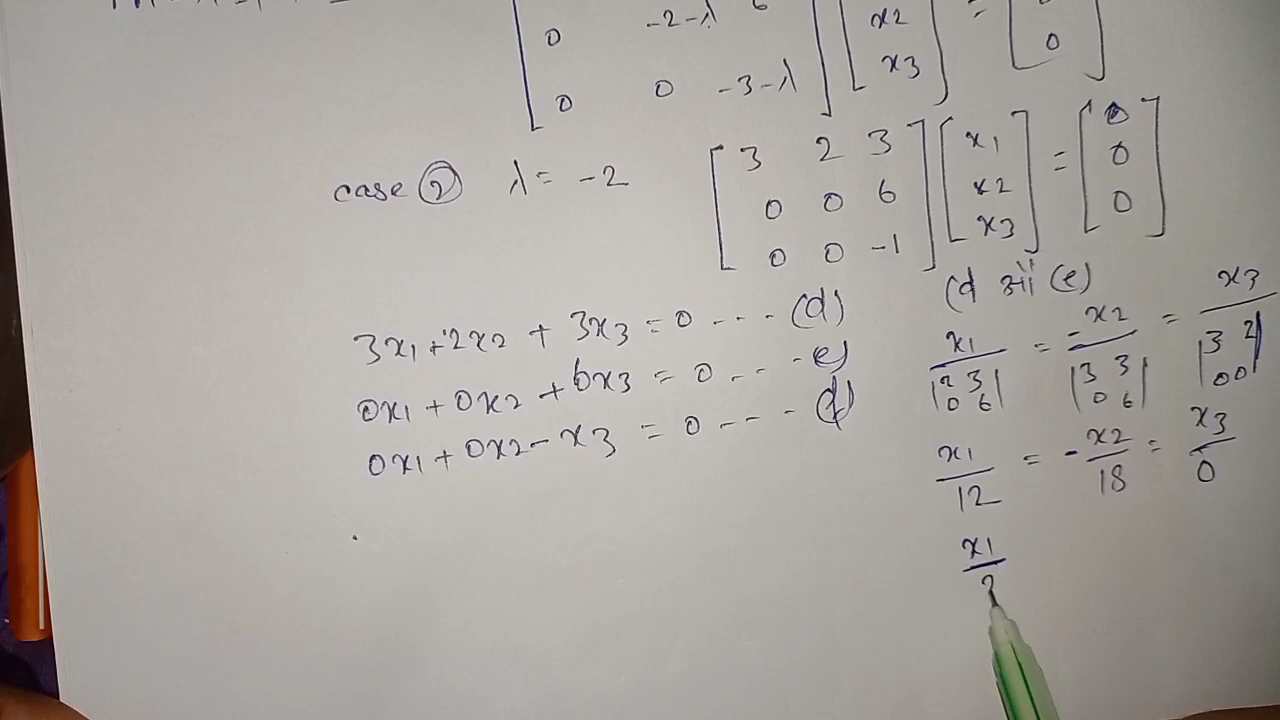 0 -2-λ 6 x2 = 0
0 0 -3-λ x3 0
case ② λ = -2 [3 2 3] [x1] = [0]
0 0 6 x2 0
0 0 -1 x3 0
(d (e)
3x1 + 2x2 + 3x3 = 0 --- (d)
0x1 + 0x2 + 6x3 = 0 --- e)
0x1 + 0x2 - x3 = 0 ---
x1 = -x2 = x3
|2 3| |3 3| |3 2|
|0 6| |0 6| |0 0|
x1 = -x2 = x3
12 18 0
x1